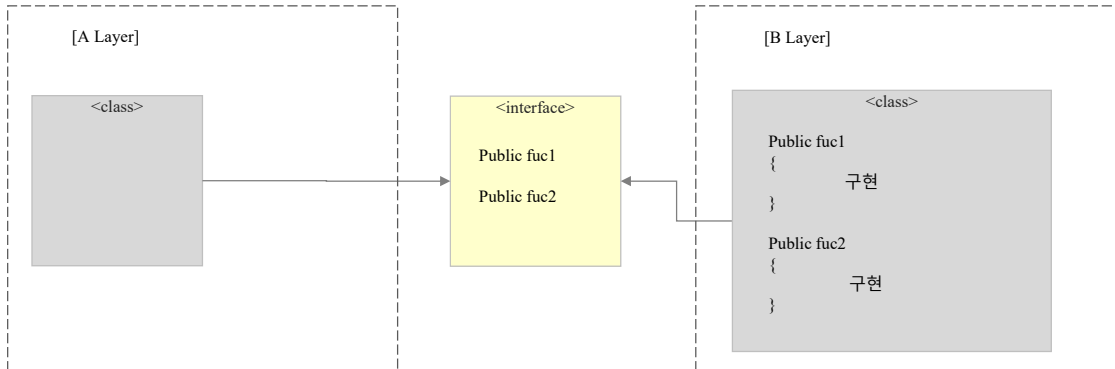 [A Layer]
<class>
<interface>
Public fuc1
Public fuc2
[B Layer]
<class>
Public fuc1
{
구현
}
Public fuc2
{
구현
}